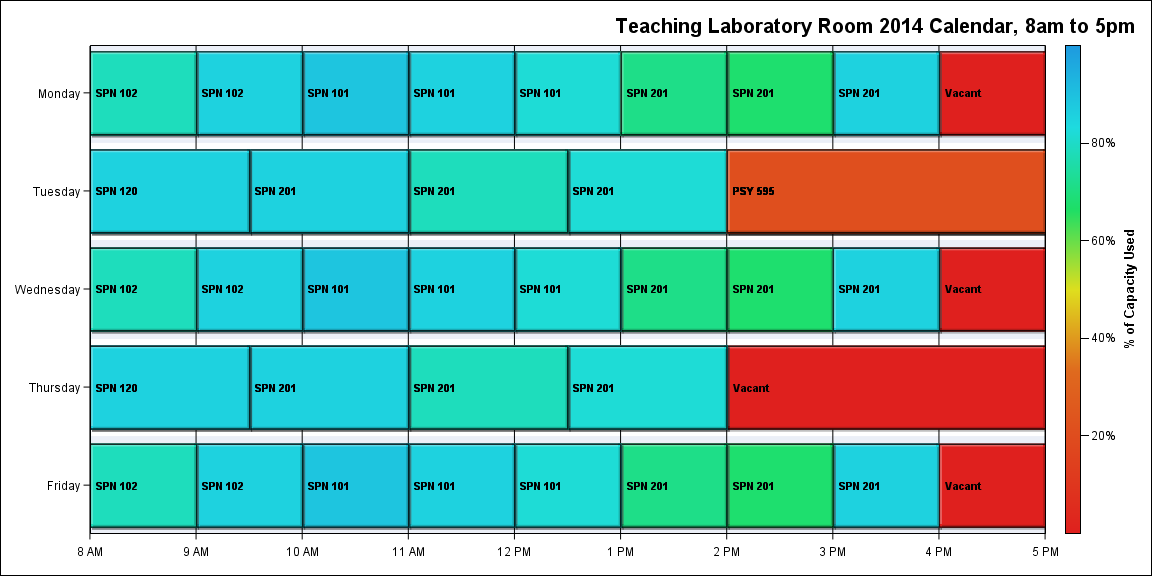 Teaching Laboratory Room 2014 Calendar, 8am to 5pm
Monday
SPN 102
SPN 102
SPN 101
SPN 101
SPN 101
SPN 201
SPN 201
SPN 201
Vacant
Tuesday
SPN 120
SPN 201
SPN 201
SPN 201
PSY 595
Wednesday
SPN 102
SPN 102
SPN 101
SPN 101
SPN 101
SPN 201
SPN 201
SPN 201
Vacant
Thursday
SPN 120
SPN 201
SPN 201
SPN 201
Vacant
Friday
SPN 102
SPN 102
SPN 101
SPN 101
SPN 101
SPN 201
SPN 201
SPN 201
Vacant
8 AM
9 AM
10 AM
11 AM
12 PM
1 PM
2 PM
3 PM
4 PM
5 PM
80%
60%
40%
20%
% of Capacity Used